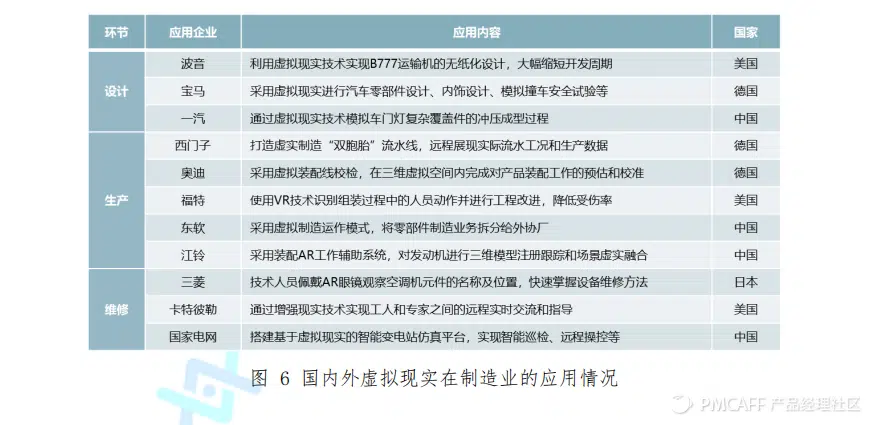 环节 应用企业 应用内容 国家
设计
波音 利用虚拟现实技术实现B777运输机的无纸化设计，大幅缩短开发周期 美国
宝马 采用虚拟现实进行汽车零部件设计、内饰设计、模拟撞车安全试验等 德国
一汽 通过虚拟现实技术模拟车门灯复杂覆盖件的冲压成型过程 中国
生产
西门子 打造虚实制造“双胞胎”流水线，远程展现实际流水工况和生产数据 德国
奥迪 采用虚拟装配线校检，在三维虚拟空间内完成对产品装配工作的预估和校准 德国
福特 使用VR技术识别组装过程中的人员动作并进行工程改进，降低受伤率 美国
东软 采用虚拟制造运作模式，将零部件制造业务拆分给外协厂 中国
江铃 采用装配AR工作辅助系统，对发动机进行三维模型注册跟踪和场景虚实融合 中国
维修
三菱 技术人员佩戴AR眼镜观察空调机元件的名称及位置，快速掌握设备维修方法 日本
卡特彼勒 通过增强现实技术实现工人和专家之间的远程实时交流和指导 美国
国家电网 搭建基于虚拟现实的智能变电站仿真平台，实现智能巡检、远程操控等 中国
图 6 国内外虚拟现实在制造业的应用情况
PMCAFF 产品经理社区